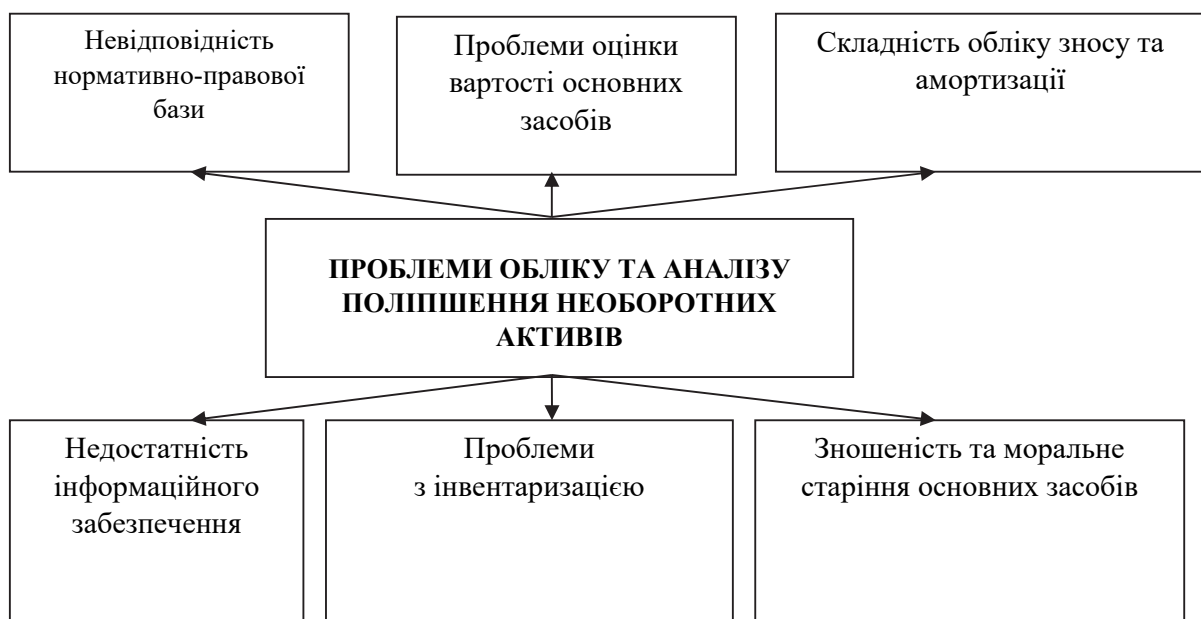 Невідповідність
нормативно-правової
бази
Проблеми оцінки
вартості основних
засобів
Складність обліку зносу та
амортизації
ПРОБЛЕМИ ОБЛІКУ ТА АНАЛІЗУ
ПОЛІПШЕННЯ НЕОБОРОТНИХ
АКТИВІВ
Недостатність
інформаційного
забезпечення
Проблеми
з інвентаризацією
Зношеність та моральне
старіння основних засобів